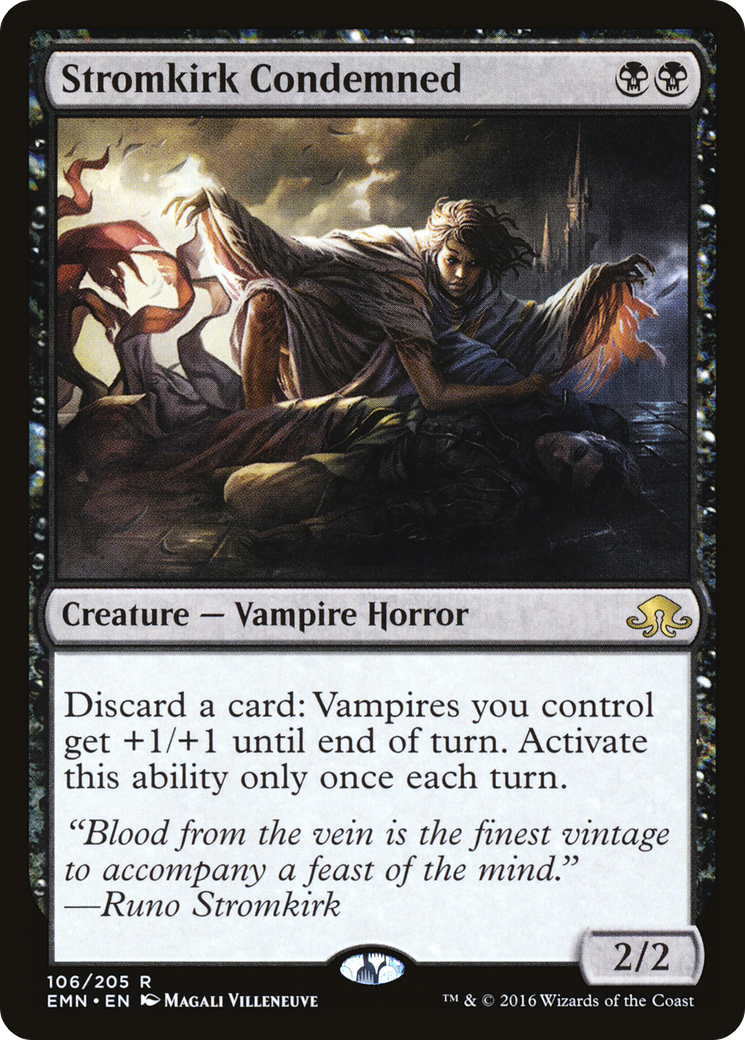 Stromkirk Condemned
Creature — Vampire Horror
Discard a card: Vampires you control
get +1/+1 until end of turn. Activate
this ability only once each turn.
“Blood from the vein is the finest vintage
to accompany a feast of the mind.”
—Runo Stromkirk
2/2
106/205 R
EMN • EN Magali Villeneuve
™ & © 2016 Wizards of the Coast